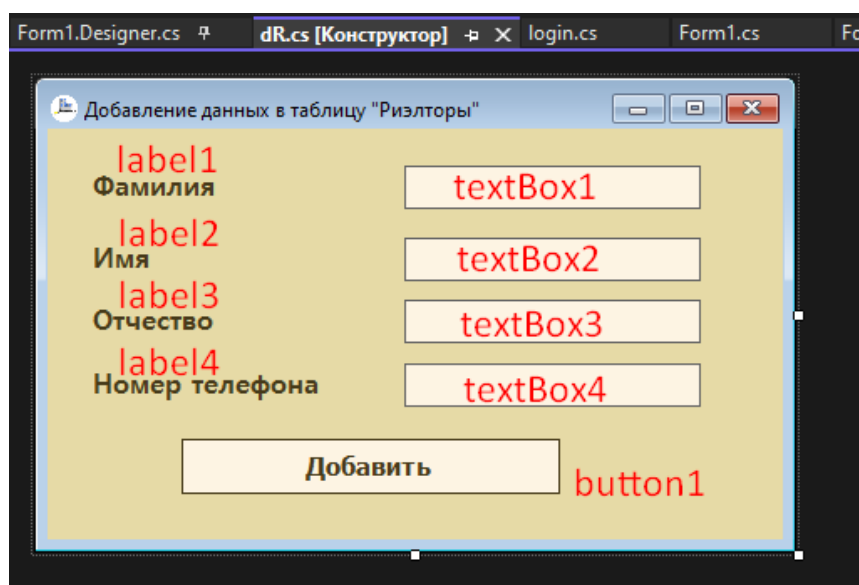 Form1.Designer.cs dR.cs [Конструктор] login.cs Form1.cs Fo
Добавление данных в таблицу "Риэлторы"
label1
Фамилия textBox1
label2
Имя textBox2
label3
Отчество textBox3
label4
Номер телефона textBox4
Добавить button1